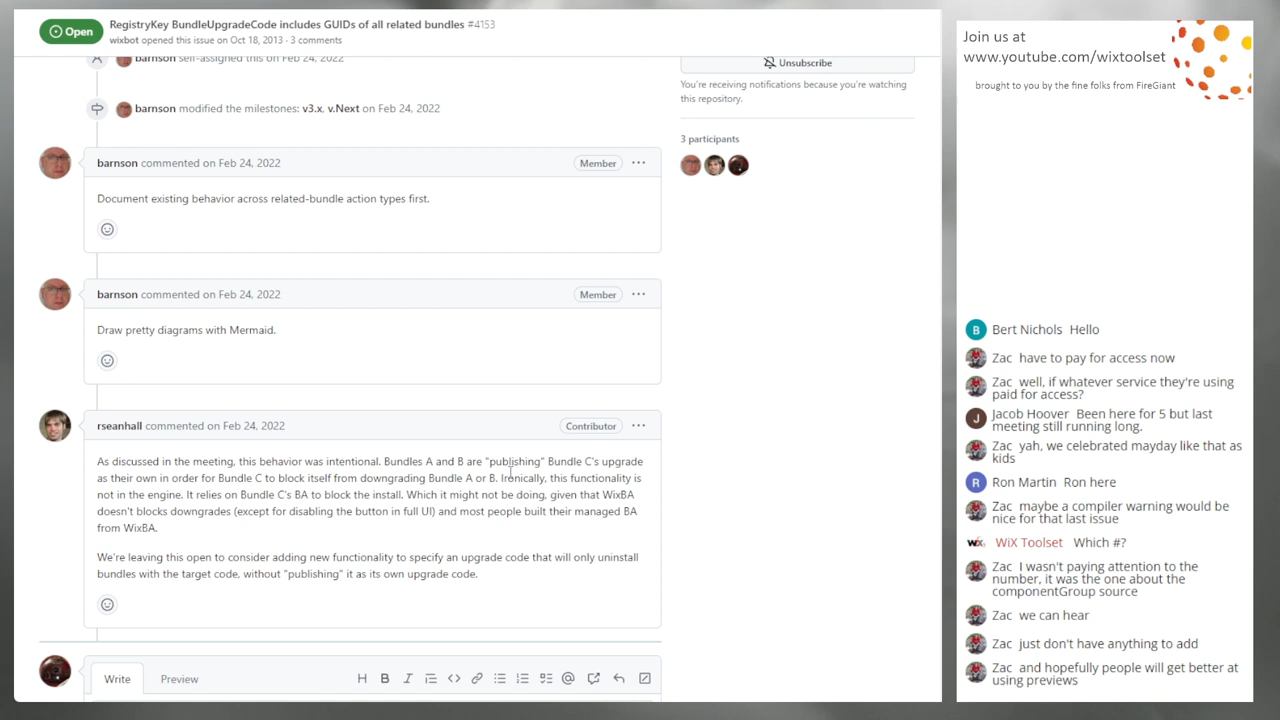 Open
RegistryKey BundleUpgradeCode includes GUIDs of all related bundles #4153
wixbot opened this issue on Oct 18, 2013 · 3 comments
barnson self-assigned this on Feb 24, 2022
barnson modified the milestones: v3.x, v.Next on Feb 24, 2022
barnson commented on Feb 24, 2022
Member
Document existing behavior across related-bundle action types first.
barnson commented on Feb 24, 2022
Member
Draw pretty diagrams with Mermaid.
rseanhall commented on Feb 24, 2022
Contributor
As discussed in the meeting, this behavior was intentional. Bundles A and B are "publishing" Bundle C's upgrade
as their own in order for Bundle C to block itself from downgrading Bundle A or B. Ironically, this functionality is
not in the engine. It relies on Bundle C's BA to block the install. Which it might not be doing, given that WixBA
doesn't blocks downgrades (except for disabling the button in full UI) and most people built their managed BA
from WixBA.
We're leaving this open to consider adding new functionality to specify an upgrade code that will only uninstall
bundles with the target code, without "publishing" it as its own upgrade code.
Write
Preview
H B
Unsubscribe
You're receiving notifications because you're watching
this repository.
3 participants
Join us at
www.youtube.com/wixtoolset
brought to you by the fine folks from FireGiant
B Bert Nichols Hello
Zac have to pay for access now
Zac well, if whatever service they're using
paid for access?
J Jacob Hoover Been here for 5 but last
meeting still running long.
Zac yah, we celebrated mayday like that as
kids
R Ron Martin Ron here
Zac maybe a compiler warning would be
nice for that last issue
wix WiX Toolset Which #?
Zac I wasn't paying attention to the
number, it was the one about the
componentGroup source
Zac we can hear
Zac just don't have anything to add
Zac and hopefully people will get better at
using previews